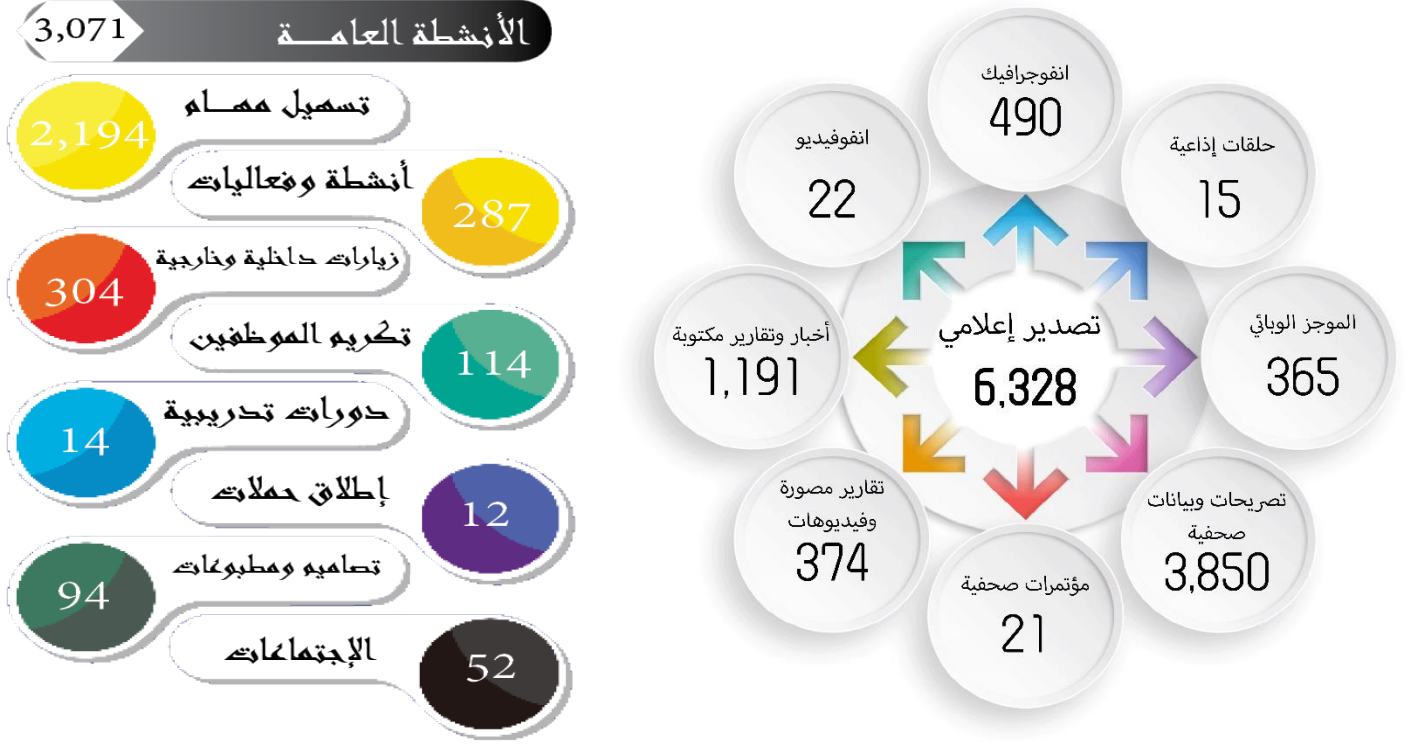 الأنشطة العامـــة
3,071
تسهيل مهـــام
2,194
أنشطة وفعاليات
287
زيارات داخلية وخارجية
304
تكريم الموظفين
114
دورات تدريبية
14
إطلاق حملات
12
تصاميم ومطبوعات
94
الإجتماعات
52
تصدير إعلامي
6,328
انفوجرافيك
490
حلقات إذاعية
15
الموجز الوبائي
365
تصريحات وبيانات
صحفية
3,850
مؤتمرات صحفية
21
تقارير مصورة
وفيديوهات
374
أخبار وتقارير مكتوبة
1,191
انفوفيديو
22